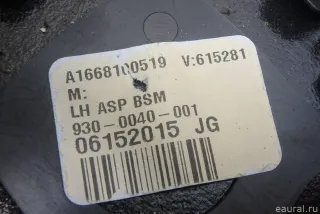 A1668100519 V:615281
M:
LH ASP BSM
930-0040-001
06152015 JG
eaural.ru